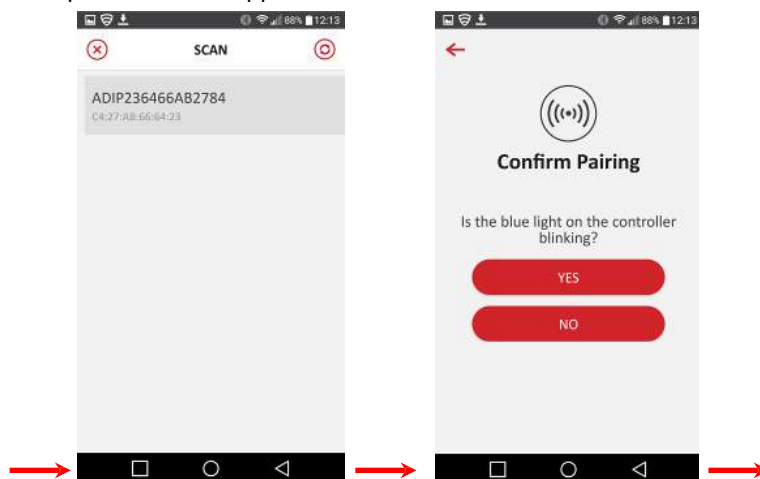 88% 12:13
SCAN
ADIP236466AB2784
C4:27:A8:66:64:23
88% 12:13
Confirm Pairing
Is the blue light on the controller
blinking?
YES
NO